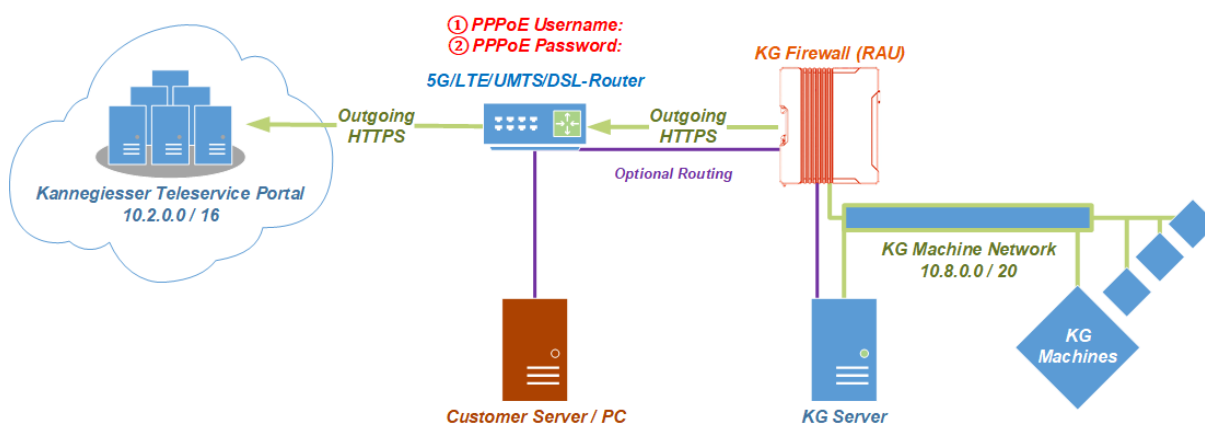 ① PPPoE Username:
② PPPoE Password:
5G/LTE/UMTS/DSL-Router
KG Firewall (RAU)
Outgoing
HTTPS
Outgoing
HTTPS
Optional Routing
Kannegiesser Teleservice Portal
10.2.0.0 / 16
KG Machine Network
10.8.0.0 / 20
KG
Machines
Customer Server / PC
KG Server